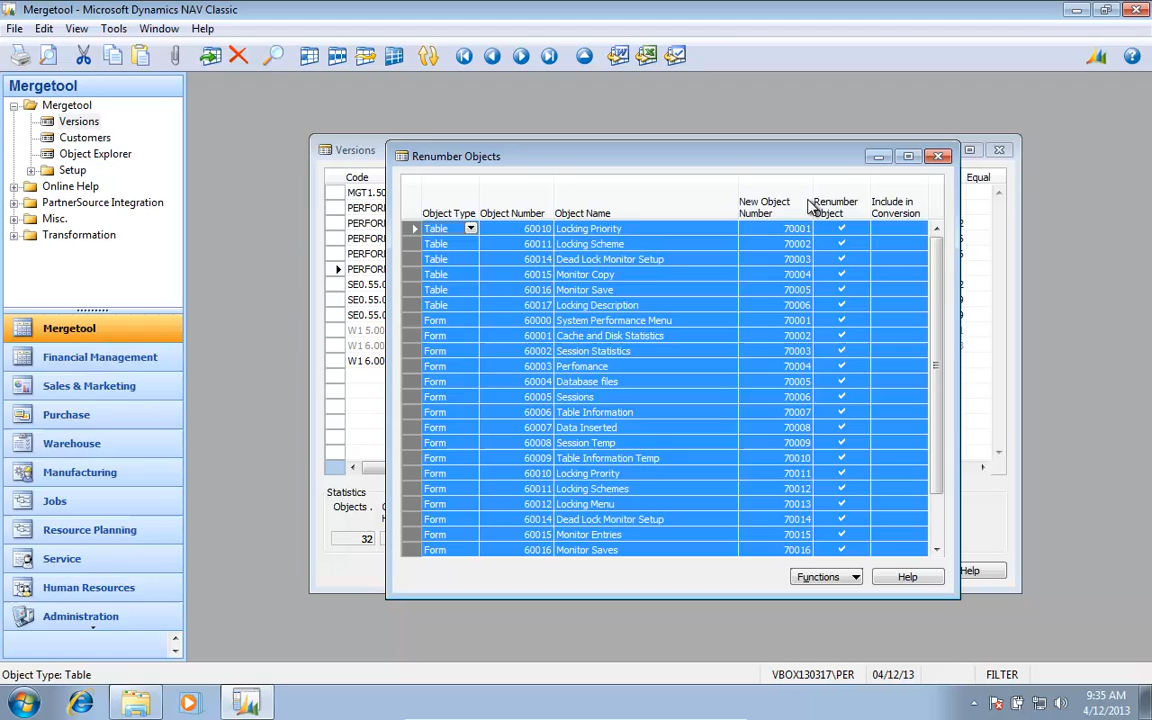 Mergetool - Microsoft Dynamics NAV Classic
File Edit View Tools Window Help
Mergetool
Mergetool
Versions
Customers
Object Explorer
Setup
Online Help
PartnerSource Integration
Misc.
Transformation
Mergetool
Financial Management
Sales & Marketing
Purchase
Warehouse
Manufacturing
Jobs
Resource Planning
Service
Human Resources
Administration
Versions
Code
Equal
MGT1.50
PERFORM
PERFORM
PERFORM
PERFORM
PERFORM
SE0.55.0
SE0.55.0
SE0.55.0
W1 5.00
W1 6.00
W1 6.00
Statistics
Objects .
32
Help
Renumber Objects
Object Type Object Number Object Name New Object Number Renumber Object Include in Conversion
Table 60010 Locking Priority 70001
Table 60011 Locking Scheme 70002
Table 60014 Dead Lock Monitor Setup 70003
Table 60015 Monitor Copy 70004
Table 60016 Monitor Save 70005
Table 60017 Locking Description 70006
Form 60000 System Performance Menu 70001
Form 60001 Cache and Disk Statistics 70002
Form 60002 Session Statistics 70003
Form 60003 Perfomance 70004
Form 60004 Database files 70005
Form 60005 Sessions 70006
Form 60006 Table Information 70007
Form 60007 Data Inserted 70008
Form 60008 Session Temp 70009
Form 60009 Table Information Temp 70010
Form 60010 Locking Prority 70011
Form 60011 Locking Schemes 70012
Form 60012 Locking Menu 70013
Form 60014 Dead Lock Monitor Setup 70014
Form 60015 Monitor Entries 70015
Form 60016 Monitor Saves 70016
Functions Help
Object Type: Table VBOX130317\PER 04/12/13 FILTER
9:35 AM
4/12/2013